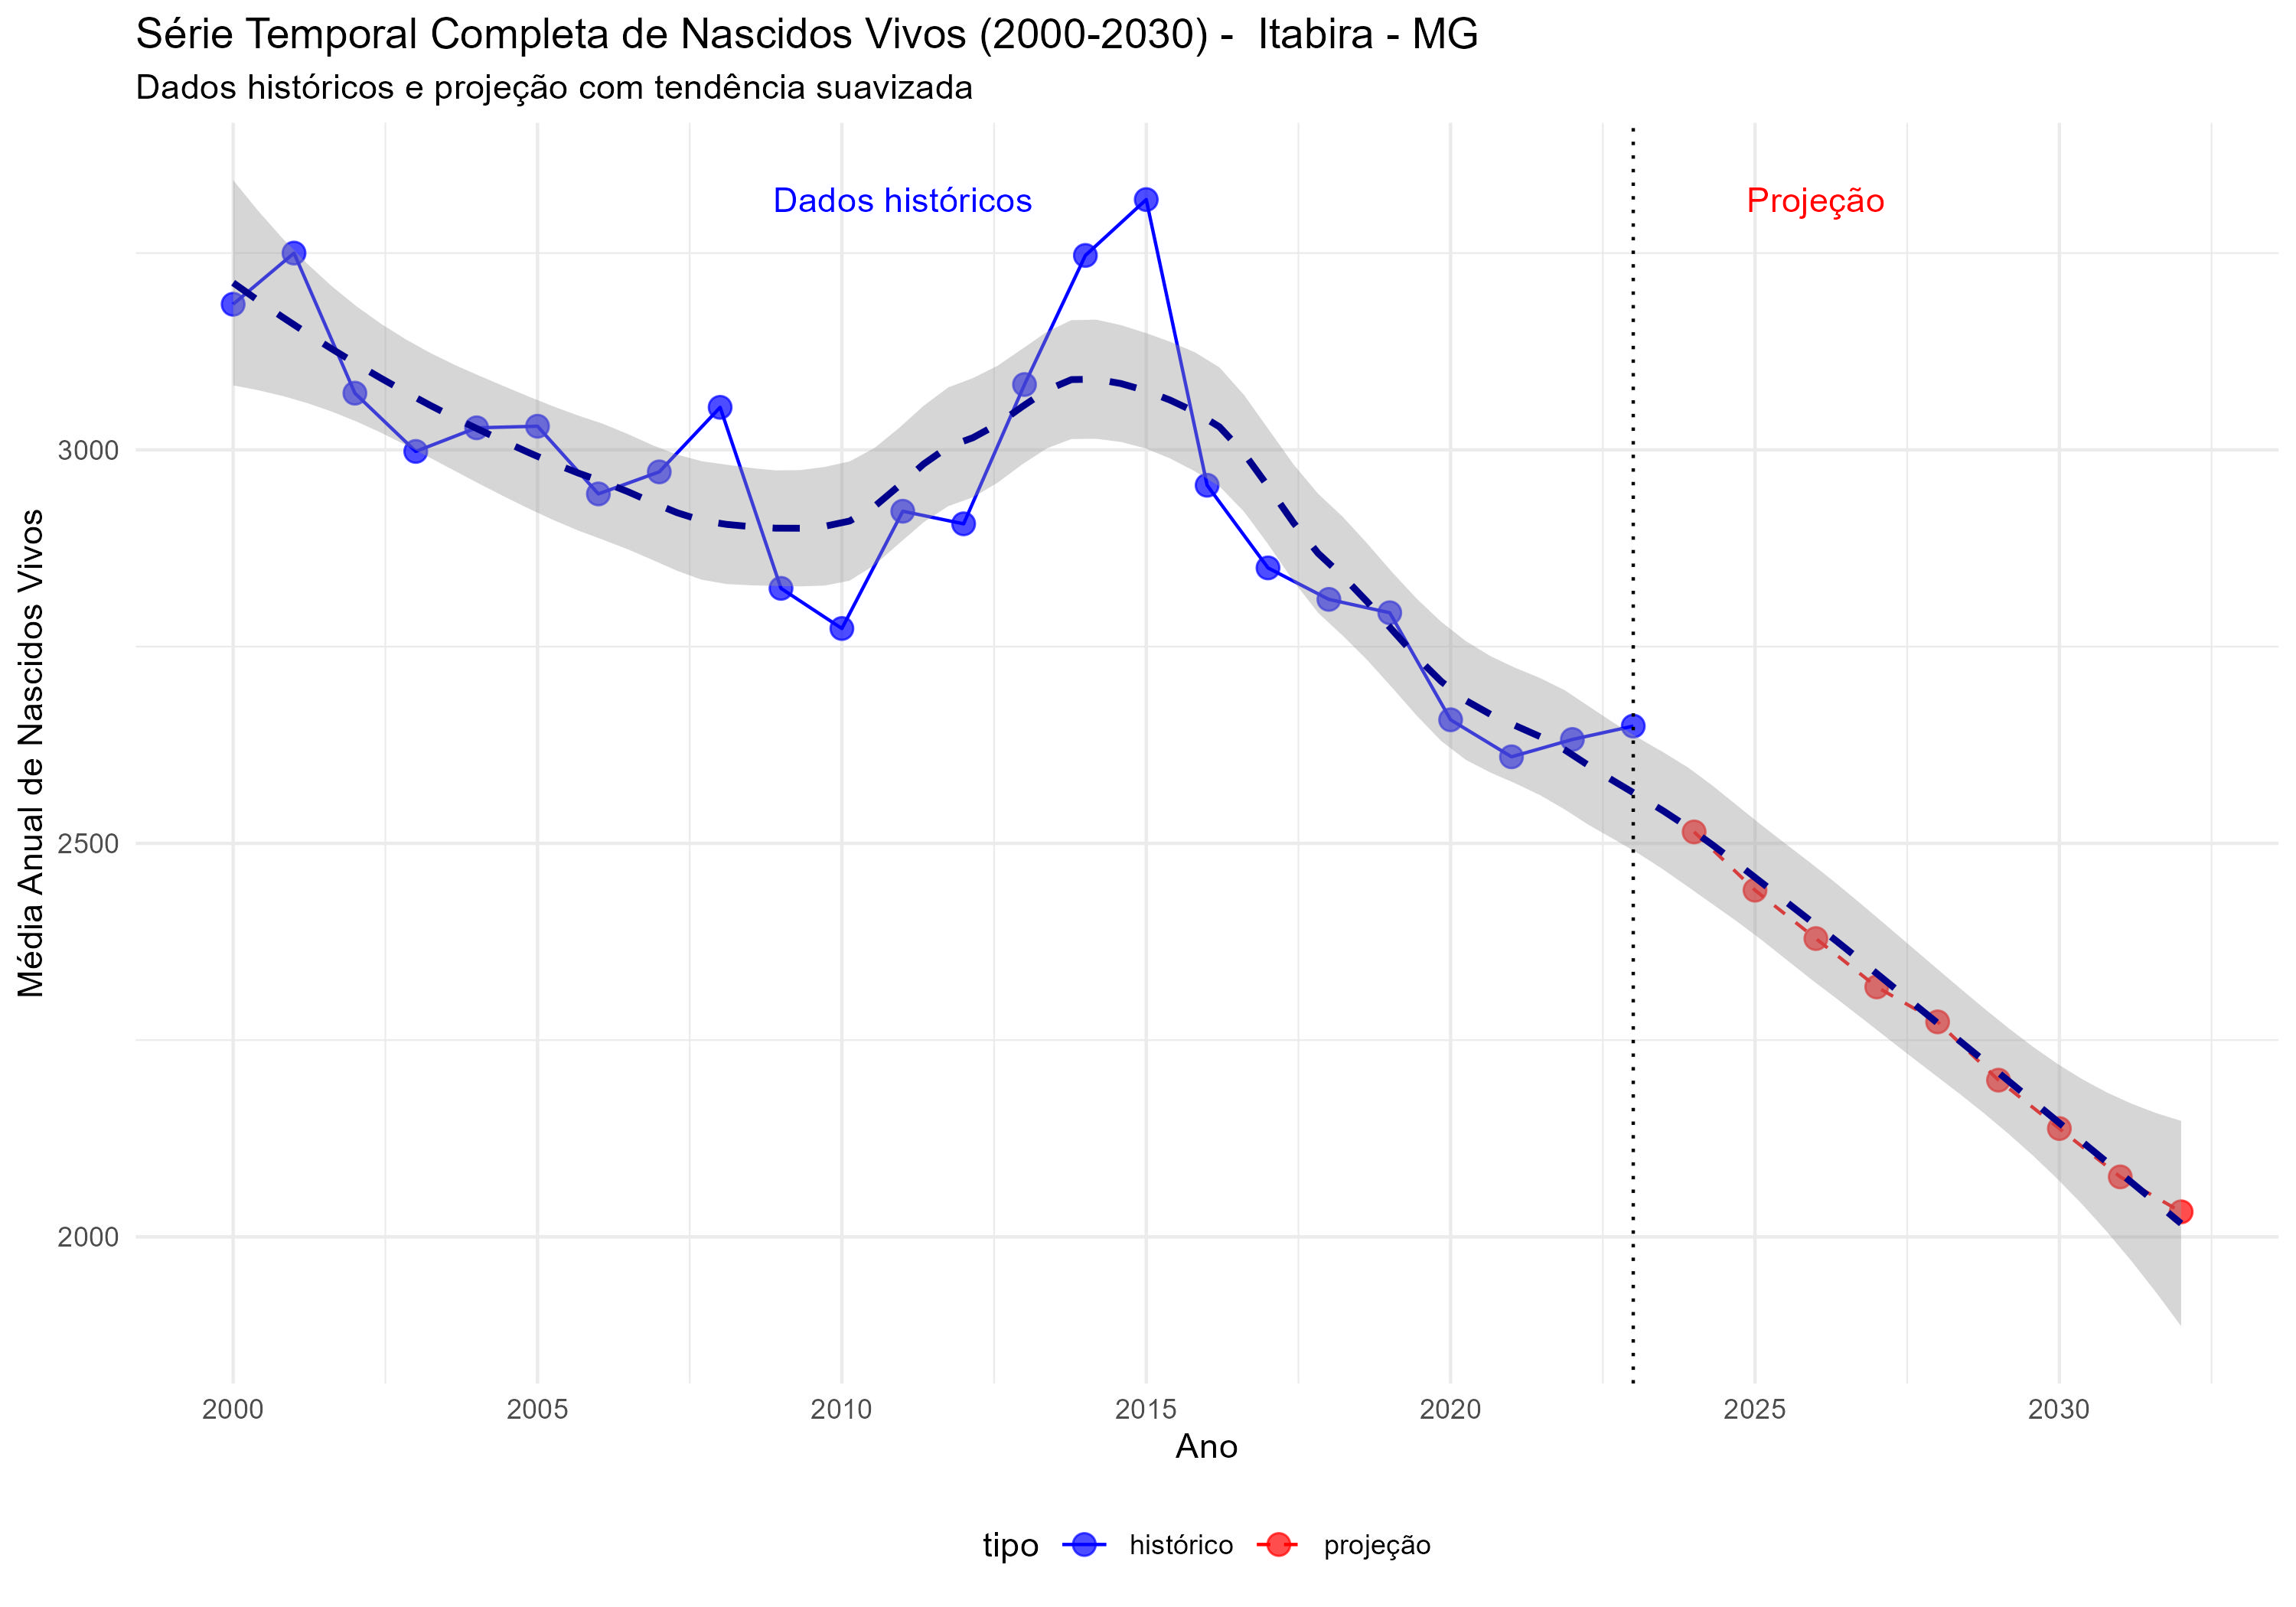 Série Temporal Completa de Nascidos Vivos (2000-2030) -  Itabira - MG
Dados históricos e projeção com tendência suavizada
Dados históricos
Projeção
Média Anual de Nascidos Vivos
3000
2500
2000
2000
2005
2010
2015
2020
2025
2030
Ano
tipo
histórico
projeção